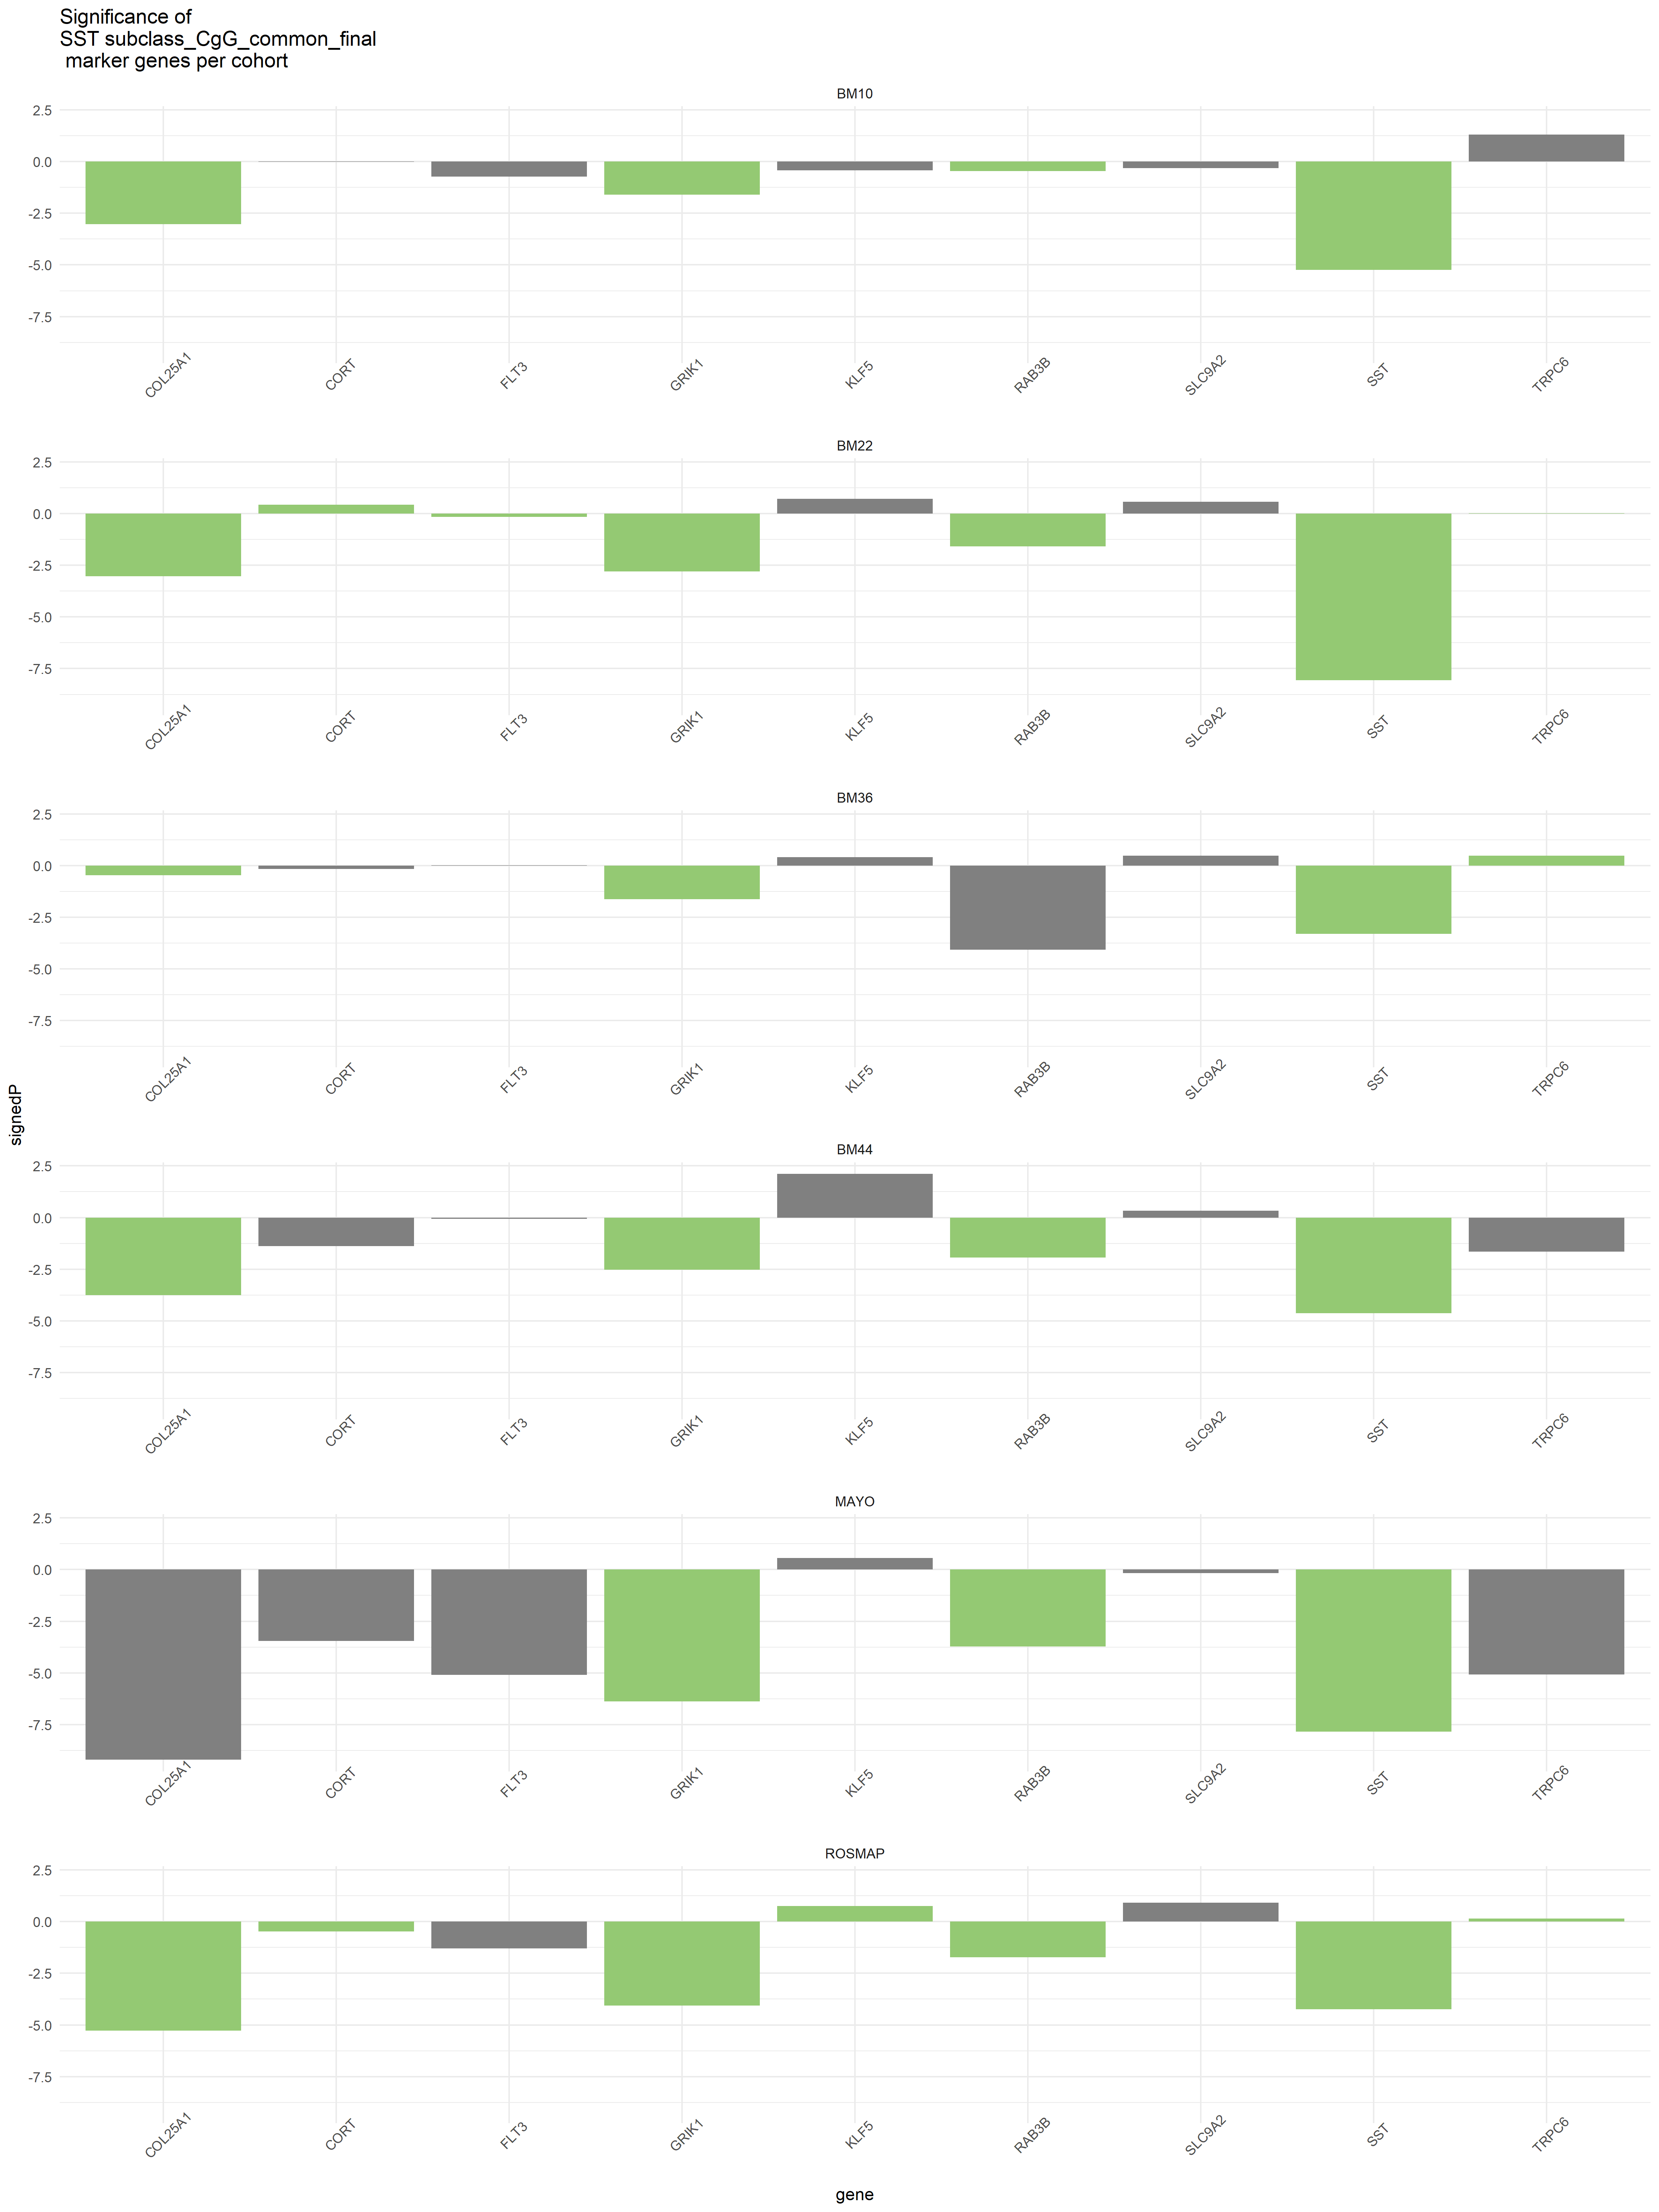 Significance of
SST subclass_CgG_common_final
marker genes per cohort
BM10
2.5
0.0
-2.5
-5.0
-7.5
COL25A1 CORT FLT3 GRIK1 KLF5 RAB3B SLC9A2 SST TRPC6
BM22
2.5
0.0
-2.5
-5.0
-7.5
COL25A1 CORT FLT3 GRIK1 KLF5 RAB3B SLC9A2 SST TRPC6
BM36
2.5
0.0
-2.5
-5.0
-7.5
COL25A1 CORT FLT3 GRIK1 KLF5 RAB3B SLC9A2 SST TRPC6
signedP
BM44
2.5
0.0
-2.5
-5.0
-7.5
COL25A1 CORT FLT3 GRIK1 KLF5 RAB3B SLC9A2 SST TRPC6
MAYO
2.5
0.0
-2.5
-5.0
-7.5
COL25A1 CORT FLT3 GRIK1 KLF5 RAB3B SLC9A2 SST TRPC6
ROSMAP
2.5
0.0
-2.5
-5.0
-7.5
COL25A1 CORT FLT3 GRIK1 KLF5 RAB3B SLC9A2 SST TRPC6
gene